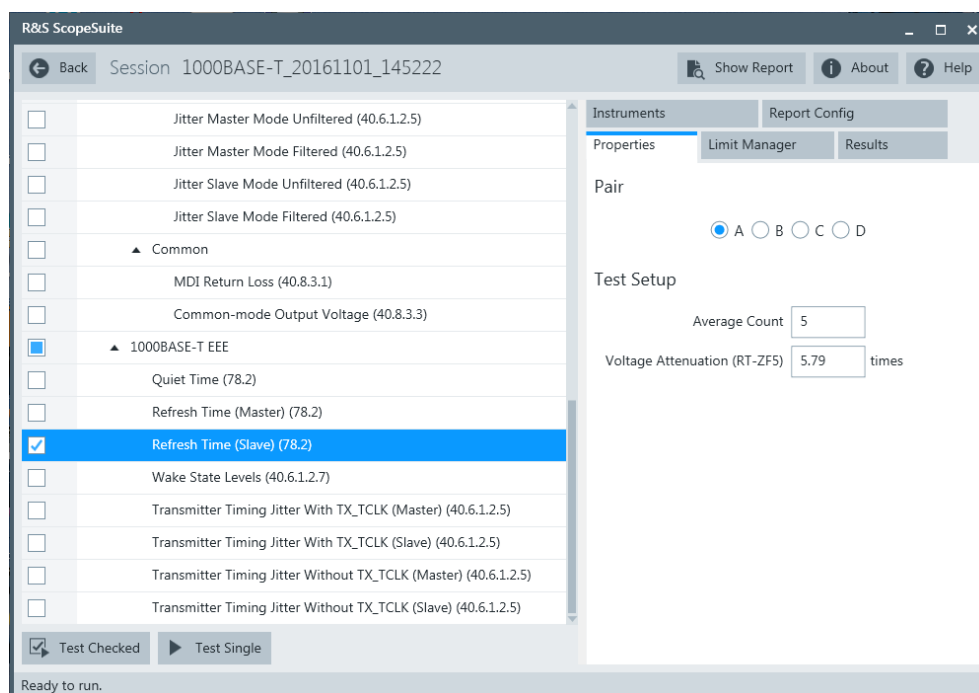 R&S ScopeSuite
Back Session 1000BASE-T_20161101_145222 Show Report About Help
Jitter Master Mode Unfiltered (40.6.1.2.5)
Jitter Master Mode Filtered (40.6.1.2.5)
Jitter Slave Mode Unfiltered (40.6.1.2.5)
Jitter Slave Mode Filtered (40.6.1.2.5)
Common
MDI Return Loss (40.8.3.1)
Common-mode Output Voltage (40.8.3.3)
1000BASE-T EEE
Quiet Time (78.2)
Refresh Time (Master) (78.2)
Refresh Time (Slave) (78.2)
Wake State Levels (40.6.1.2.7)
Transmitter Timing Jitter With TX_TCLK (Master) (40.6.1.2.5)
Transmitter Timing Jitter With TX_TCLK (Slave) (40.6.1.2.5)
Transmitter Timing Jitter Without TX_TCLK (Master) (40.6.1.2.5)
Transmitter Timing Jitter Without TX_TCLK (Slave) (40.6.1.2.5)
Test Checked Test Single
Instruments Report Config
Properties Limit Manager Results
Pair
A B C D
Test Setup
Average Count 5
Voltage Attenuation (RT-ZF5) 5.79 times
Ready to run.